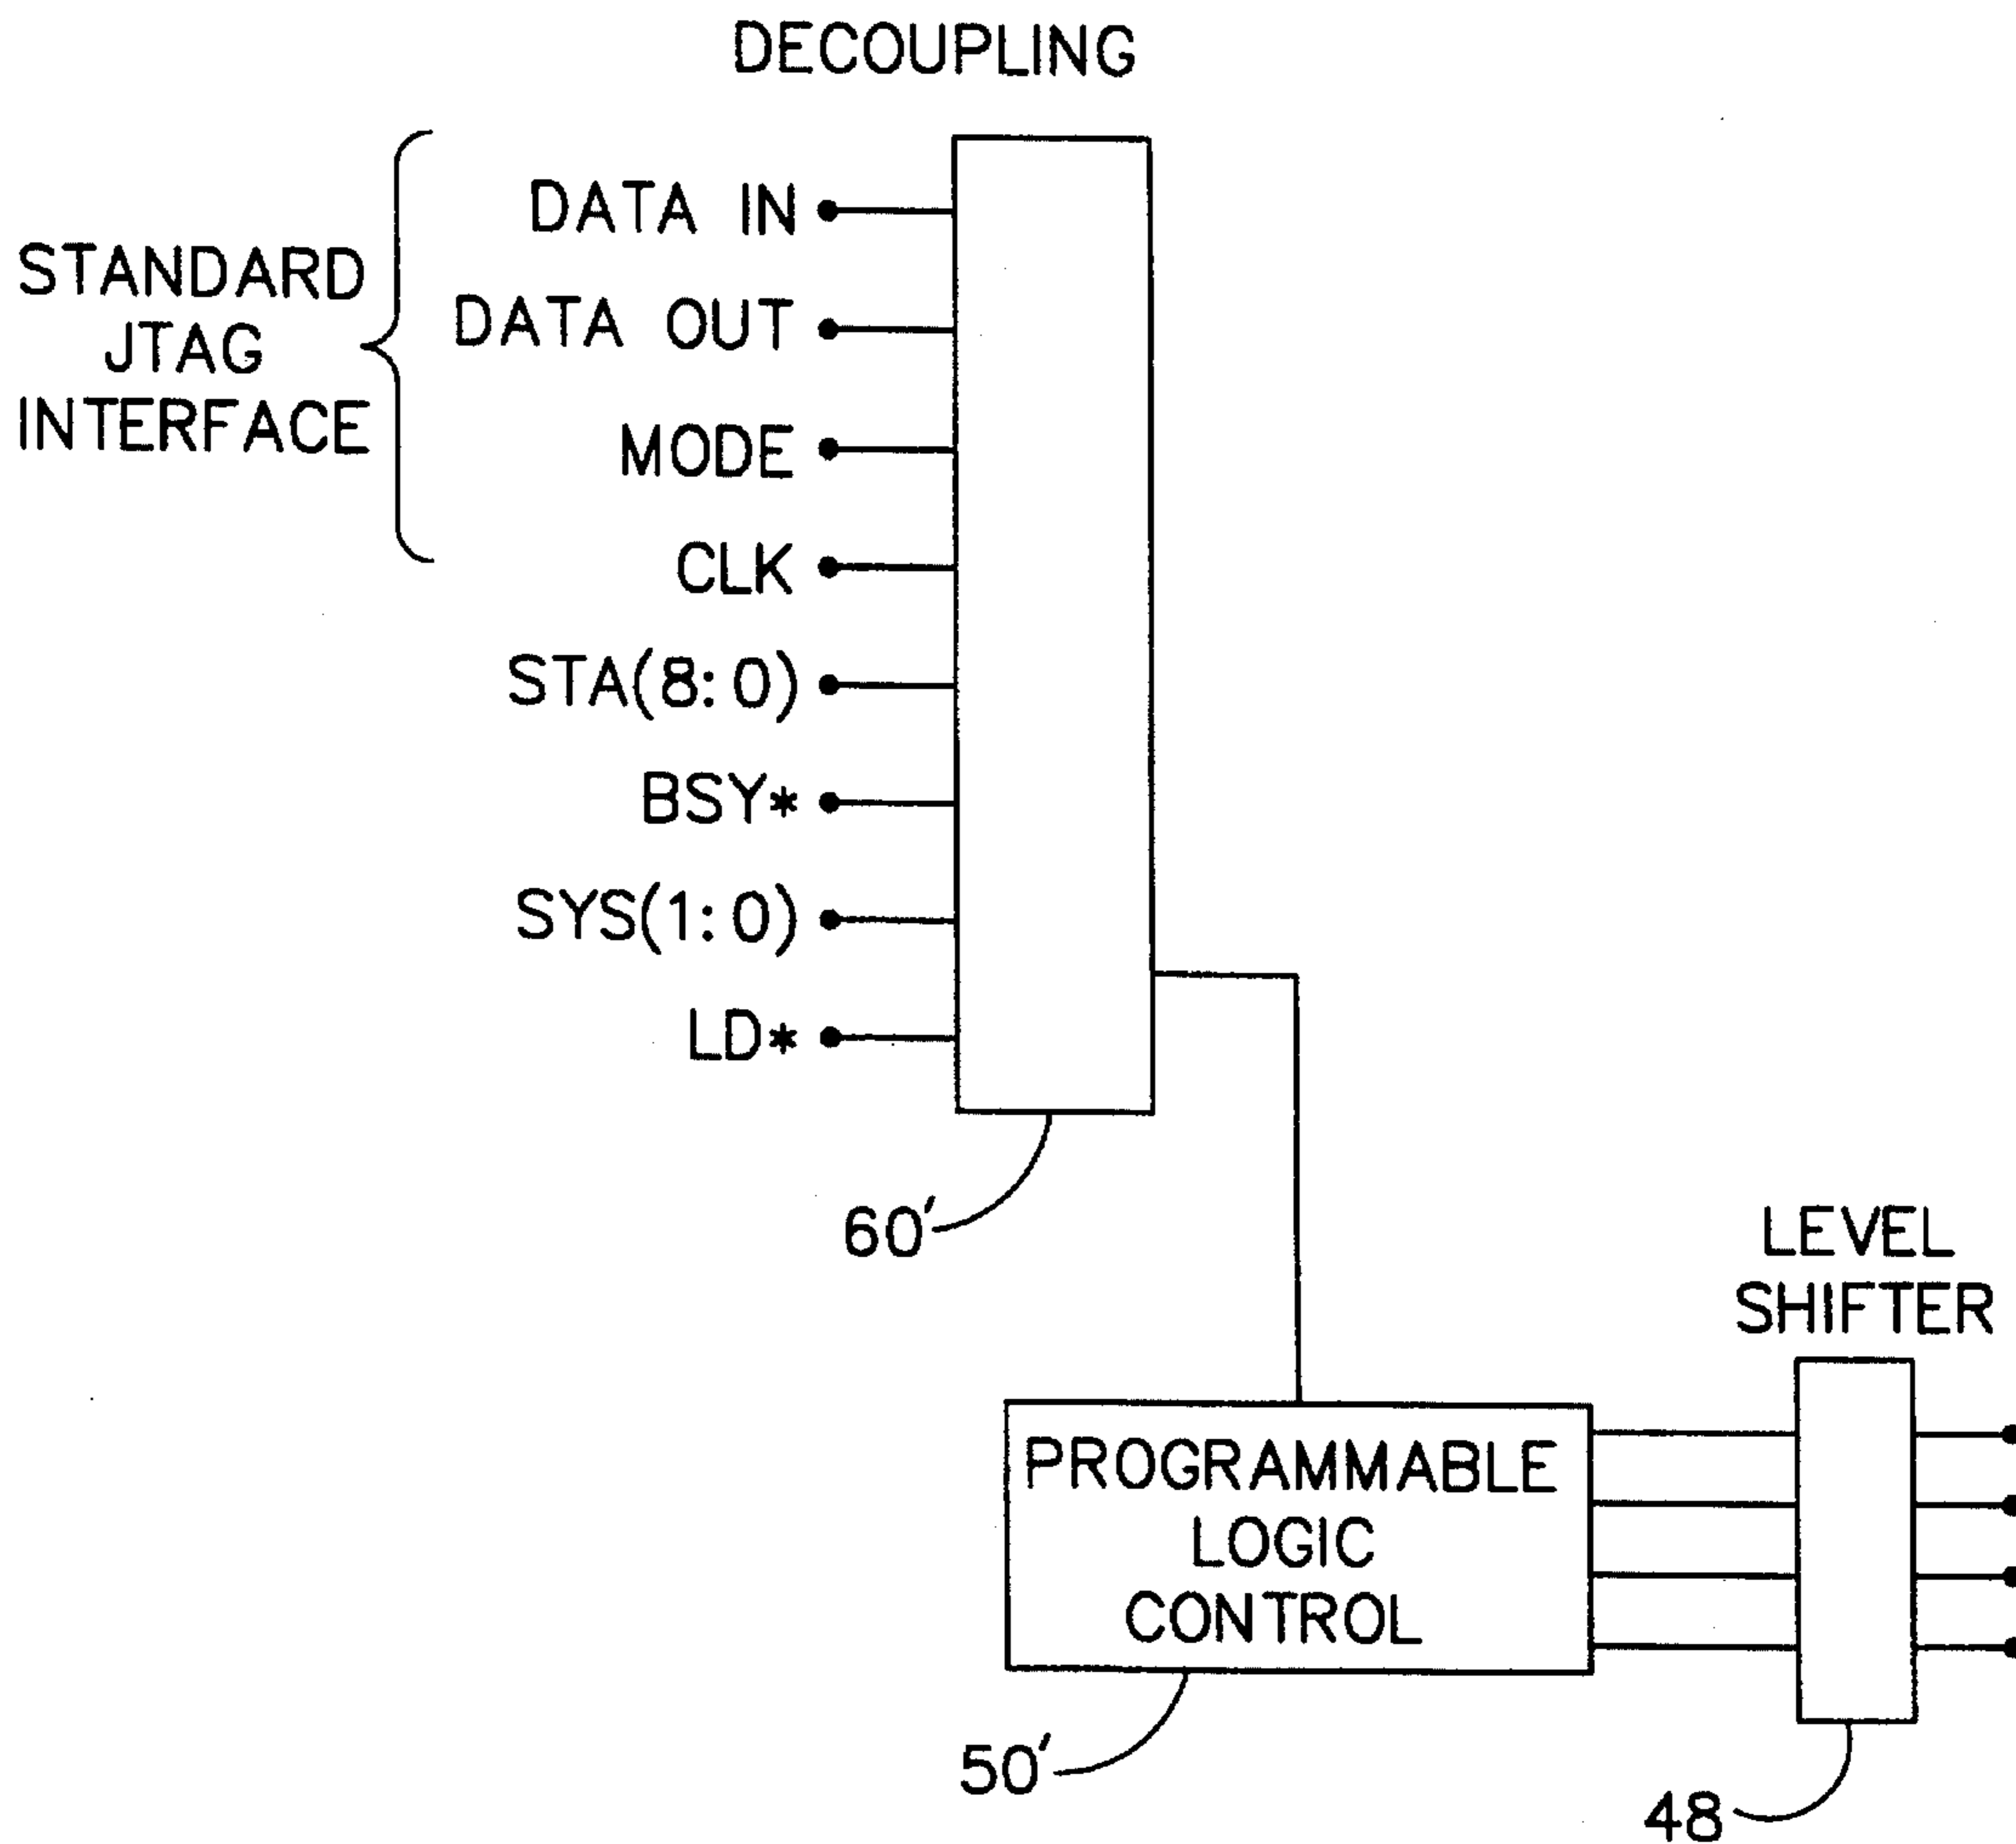 DECOUPLING
STANDARD
JTAG
INTERFACE
DATA IN
DATA OUT
MODE
CLK
STA(8:0)
BSY*
SYS(1:0)
LD*
60'
LEVEL
SHIFTER
PROGRAMMABLE
LOGIC
CONTROL
50'
48